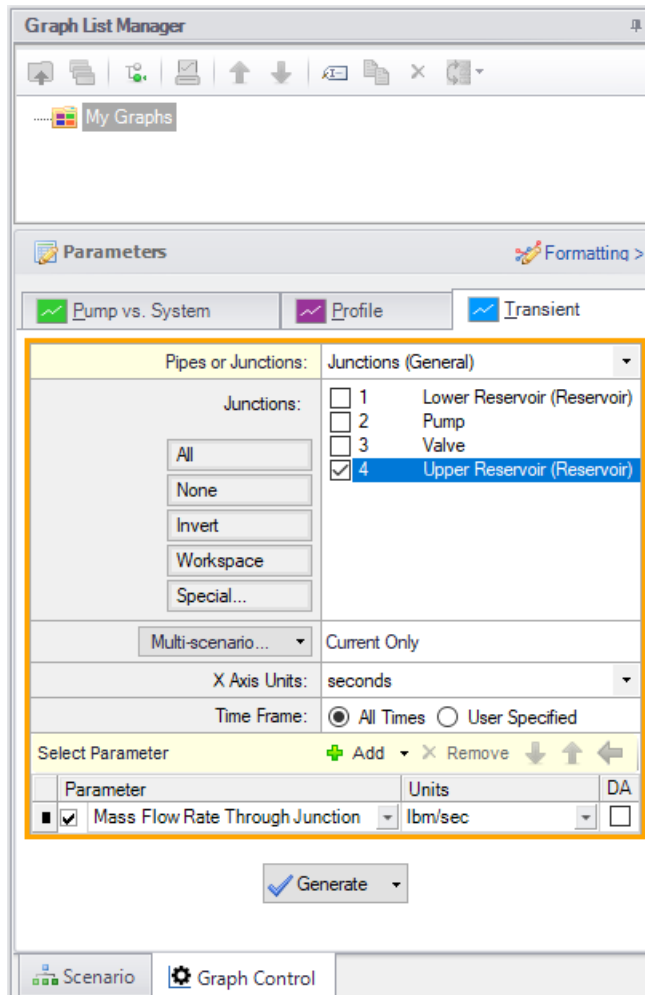 Graph List Manager
My Graphs
Parameters
Formatting >
Pump vs. System
Profile
Transient
Pipes or Junctions:
Junctions (General)
Junctions:
1 Lower Reservoir (Reservoir)
2 Pump
3 Valve
4 Upper Reservoir (Reservoir)
All
None
Invert
Workspace
Special...
Multi-scenario...
Current Only
X Axis Units:
seconds
Time Frame:
All Times
User Specified
Select Parameter
Add
Remove
Parameter
Units
DA
Mass Flow Rate Through Junction
lbm/sec
Generate
Scenario
Graph Control